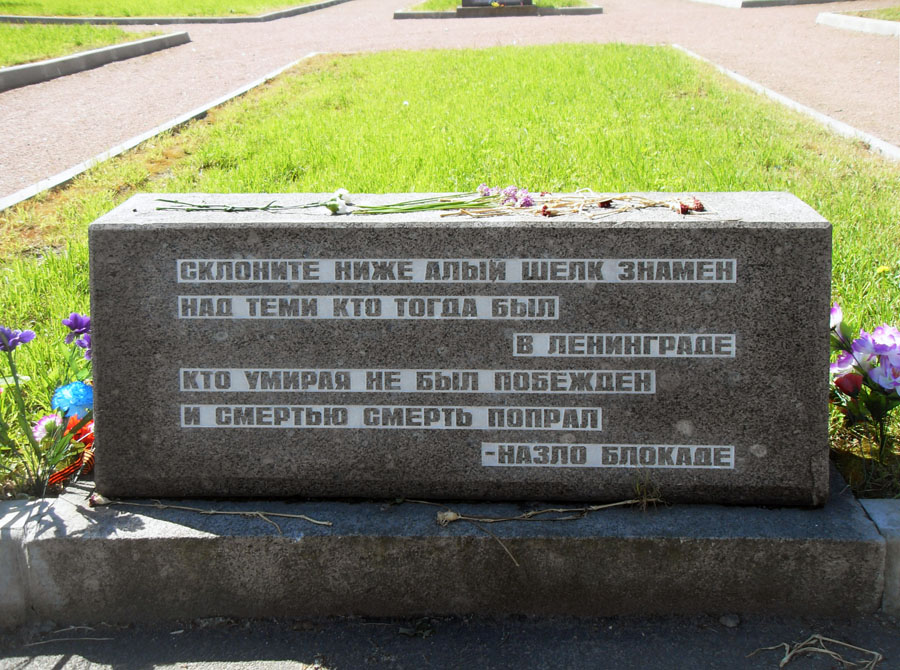 СКЛОНИТЕ НИЖЕ АЛЫЙ ШЕЛК ЗНАМЕН
НАД ТЕМИ КТО ТОГДА БЫЛ
В ЛЕНИНГРАДЕ
КТО УМИРАЯ НЕ БЫЛ ПОБЕЖДЕН
И СМЕРТЬЮ СМЕРТЬ ПОПРАЛ
-НАЗЛО БЛОКАДЕ